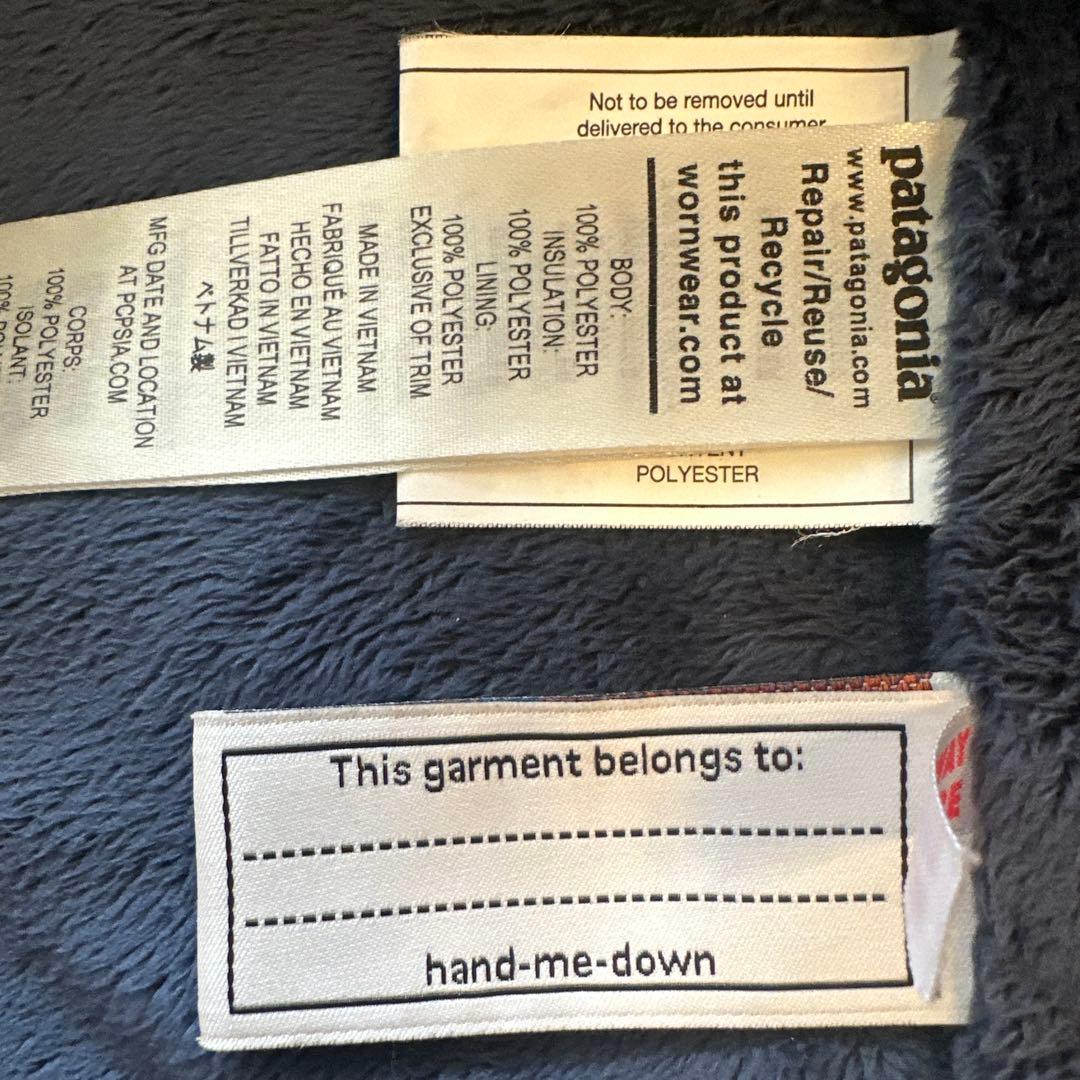 Not to be removed until
delivered to the consumer
patagonia®
www.patagonia.com
Repair/Reuse/
Recycle
this product at
wornwear.com
BODY:
100% POLYESTER
INSULATION:
100% POLYESTER
LINING:
100% POLYESTER
EXCLUSIVE OF TRIM
MADE IN VIETNAM
FABRIQUÉ AU VIETNAM
HECHO EN VIETNAM
FATTO IN VIETNAM
TILLVERKAD I VIETNAM
ベトナム製
MFG DATE AND LOCATION
AT PCPSIA.COM
CORPS:
100% POLYESTER
ISOLANT:
100%
POLYESTER
This garment belongs to:
hand-me-down